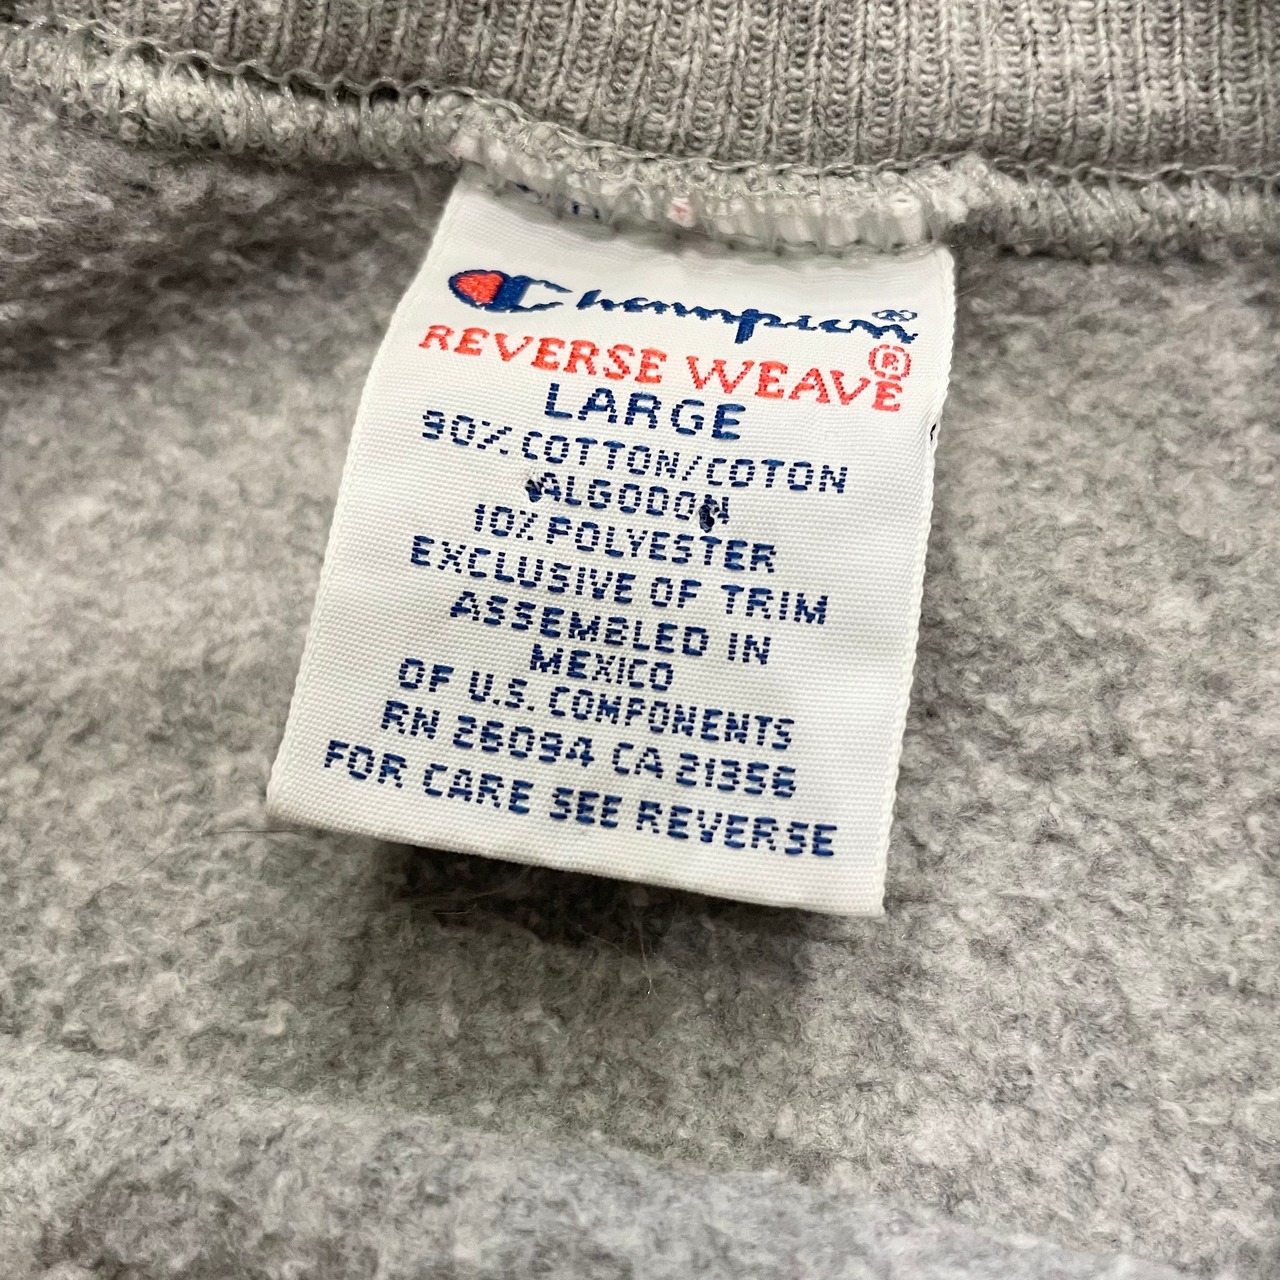 Champion®
REVERSE WEAVE®
LARGE
90% COTTON/COTON
ALGODON
10% POLYESTER
EXCLUSIVE OF TRIM
ASSEMBLED IN
MEXICO
OF U.S. COMPONENTS
RN 26094 CA 21356
FOR CARE SEE REVERSE